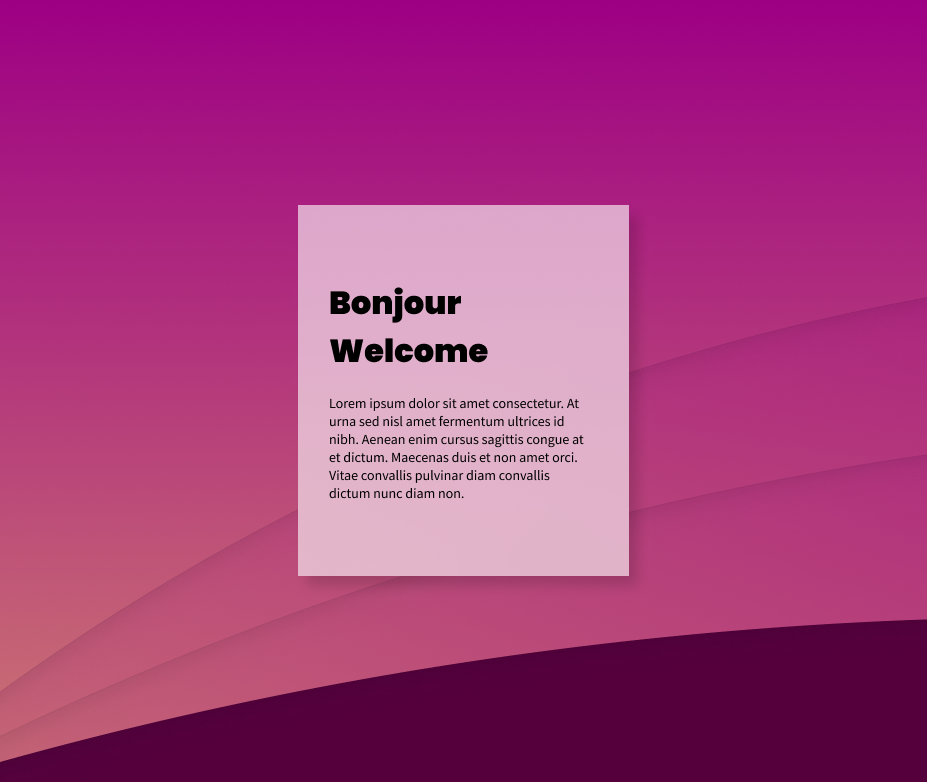 Bonjour
Welcome
Lorem ipsum dolor sit amet consectetur. At
urna sed nisl amet fermentum ultrices id
nibh. Aenean enim cursus sagittis congue at
et dictum. Maecenas duis et non amet orci.
Vitae convallis pulvinar diam convallis
dictum nunc diam non.